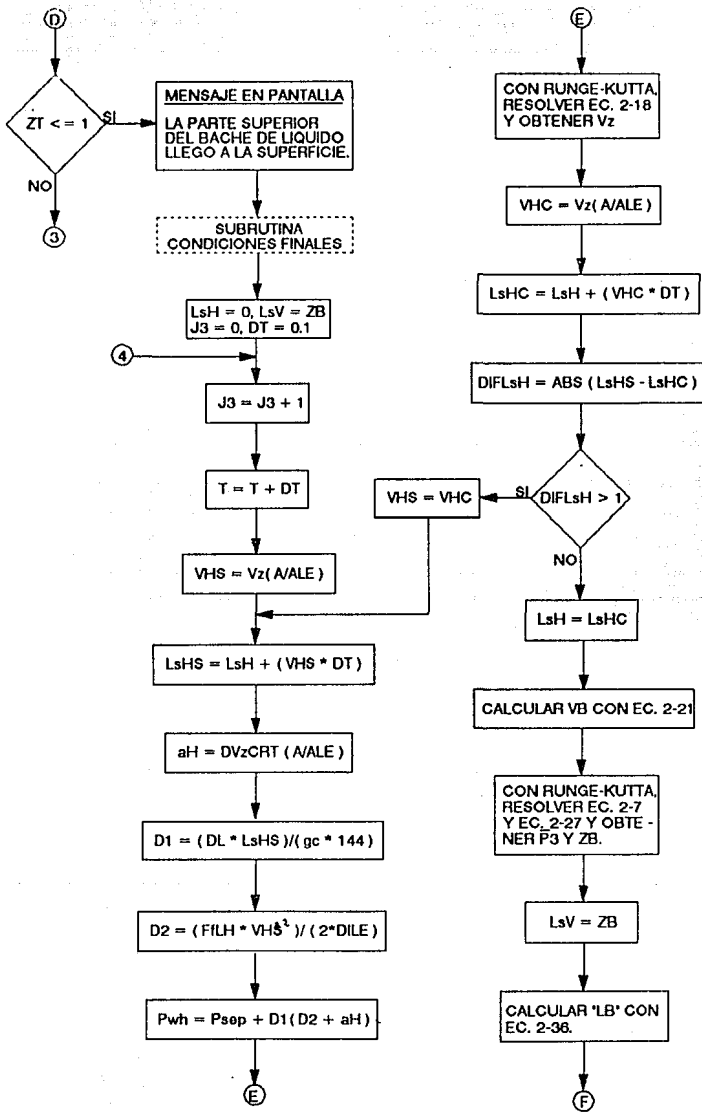 D
ZT <= 1
SI
NO
3
MENSAJE EN PANTALLA
LA PARTE SUPERIOR
DEL BACHE DE LIQUIDO
LLEGO A LA SUPERFICIE.
SUBRUTINA
CONDICIONES FINALES
LsH = 0, LsV = ZB
J3 = 0, DT = 0.1
4
J3 = J3 + 1
T = T + DT
VHS = Vz( A/ALE )
LsHS = LsH + ( VHS * DT )
aH = DVzCRT ( A/ALE )
D1 = ( DL * LsHS )/( gc * 144 )
D2 = ( FfLH * VHS² )/ ( 2*DILE )
Pwh = Psep + D1( D2 + aH )
E
E
CON RUNGE-KUTTA,
RESOLVER EC. 2-18
Y OBTENER Vz
VHC = Vz( A/ALE )
LsHC = LsH + ( VHC * DT )
DIFLsH = ABS ( LsHS - LsHC )
DIFLsH > 1
SI
VHS = VHC
NO
LsH = LsHC
CALCULAR VB CON EC. 2-21
CON RUNGE-KUTTA,
RESOLVER EC. 2-7
Y EC. 2-27 Y OBTE -
NER P3 Y ZB.
LsV = ZB
CALCULAR "LB" CON
EC. 2-36.
F